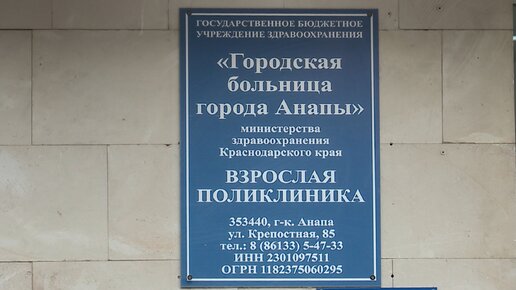 ГОСУДАРСТВЕННОЕ БЮДЖЕТНОЕ
УЧРЕЖДЕНИЕ ЗДРАВООХРАНЕНИЯ
«Городская
больница
города Анапы»
министерства
здравоохранения
Краснодарского края
ВЗРОСЛАЯ
ПОЛИКЛИНИКА
353440, г-к. Анапа
ул. Крепостная, 85
тел.: 8 (86133) 5-47-33
ИНН 2301097511
ОГРН 1182375060295